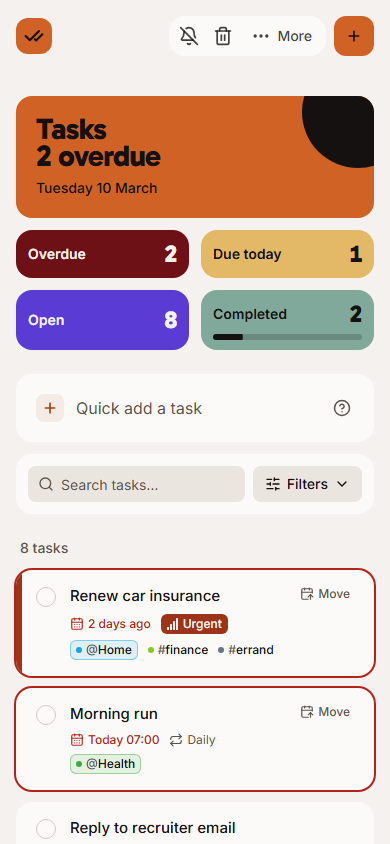 More
Tasks
2 overdue
Tuesday 10 March
Overdue 2
Due today 1
Open 8
Completed 2
Quick add a task
Search tasks...
Filters
8 tasks
Renew car insurance
Move
2 days ago Urgent
@Home #finance #errand
Morning run
Move
Today 07:00 Daily
@Health
Reply to recruiter email